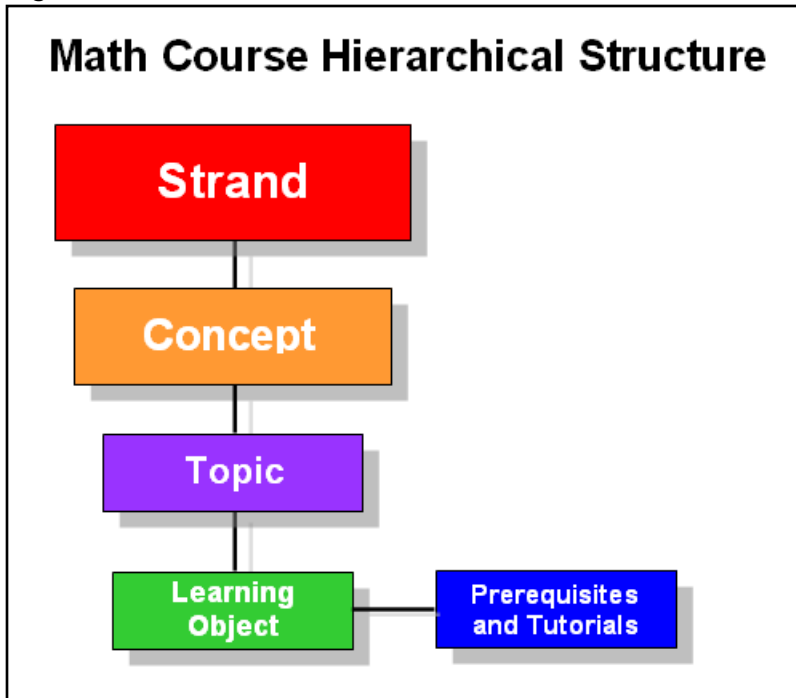 Math Course Hierarchical Structure
Strand
Concept
Topic
Learning
Object
Prerequisites
and Tutorials